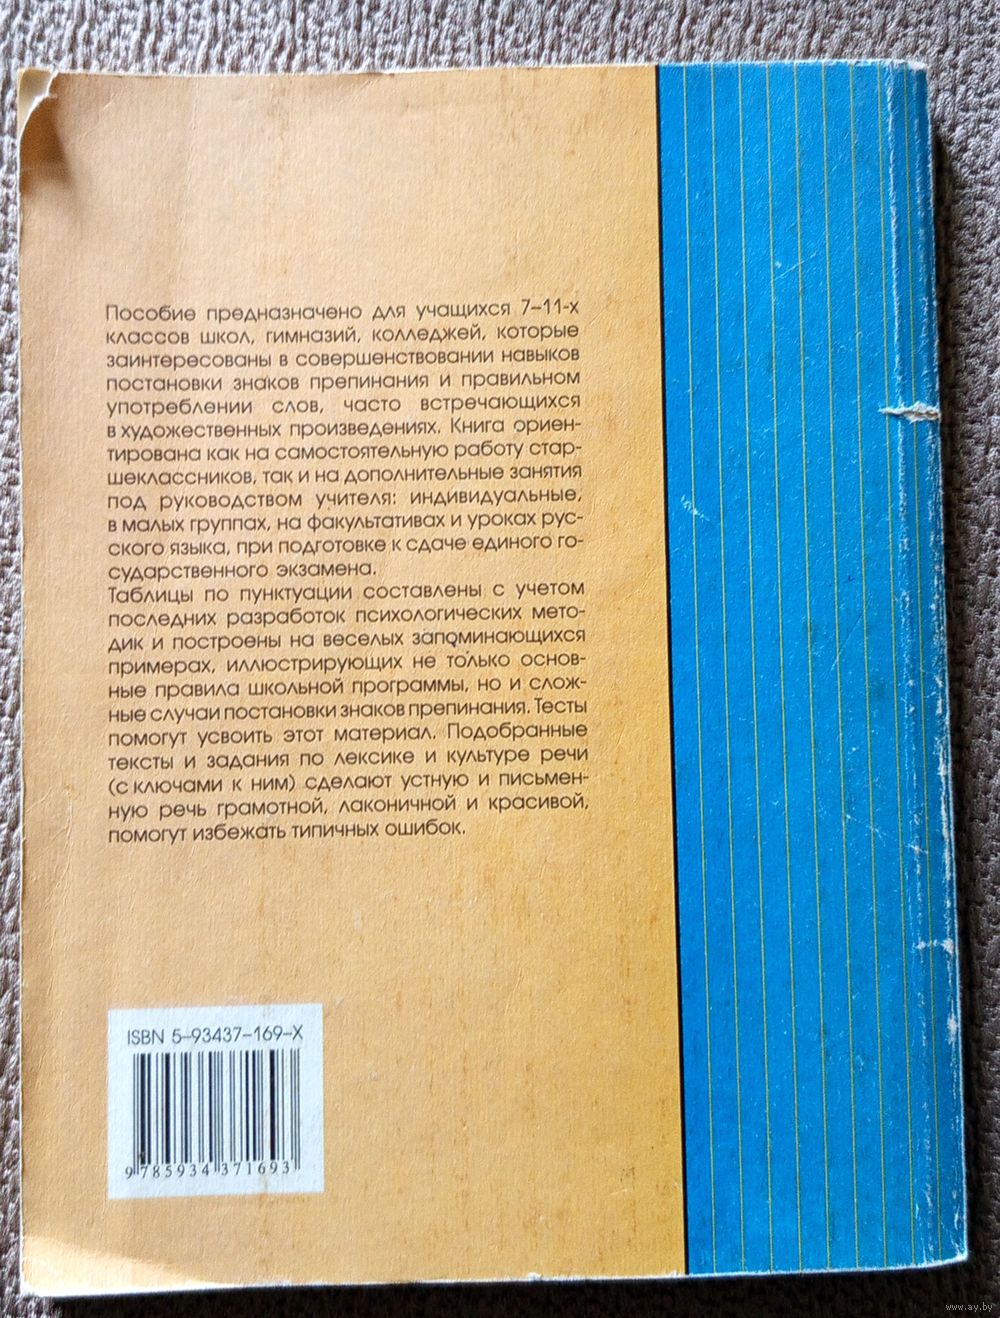 Пособие предназначено для учащихся 7–11-х
классов школ, гимназий, колледжей, которые
заинтересованы в совершенствовании навыков
постановки знаков препинания и правильном
употреблении слов, часто встречающихся
в художественных произведениях. Книга ориен-
тирована как на самостоятельную работу стар-
шеклассников, так и на дополнительные занятия
под руководством учителя: индивидуальные,
в малых группах, на факультативах и уроках рус-
ского языка, при подготовке к сдаче единого го-
сударственного экзамена.
Таблицы по пунктуации составлены с учетом
последних разработок психологических мето-
дик и построены на веселых запоминающихся
примерах, иллюстрирующих не только основ-
ные правила школьной программы, но и слож-
ные случаи постановки знаков препинания. Тесты
помогут усвоить этот материал. Подобранные
тексты и задания по лексике и культуре речи
(с ключами к ним) сделают устную и письмен-
ную речь грамотной, лаконичной и красивой,
помогут избежать типичных ошибок.
ISBN 5–93437–169–X
9 785934 371693
www.ay.by